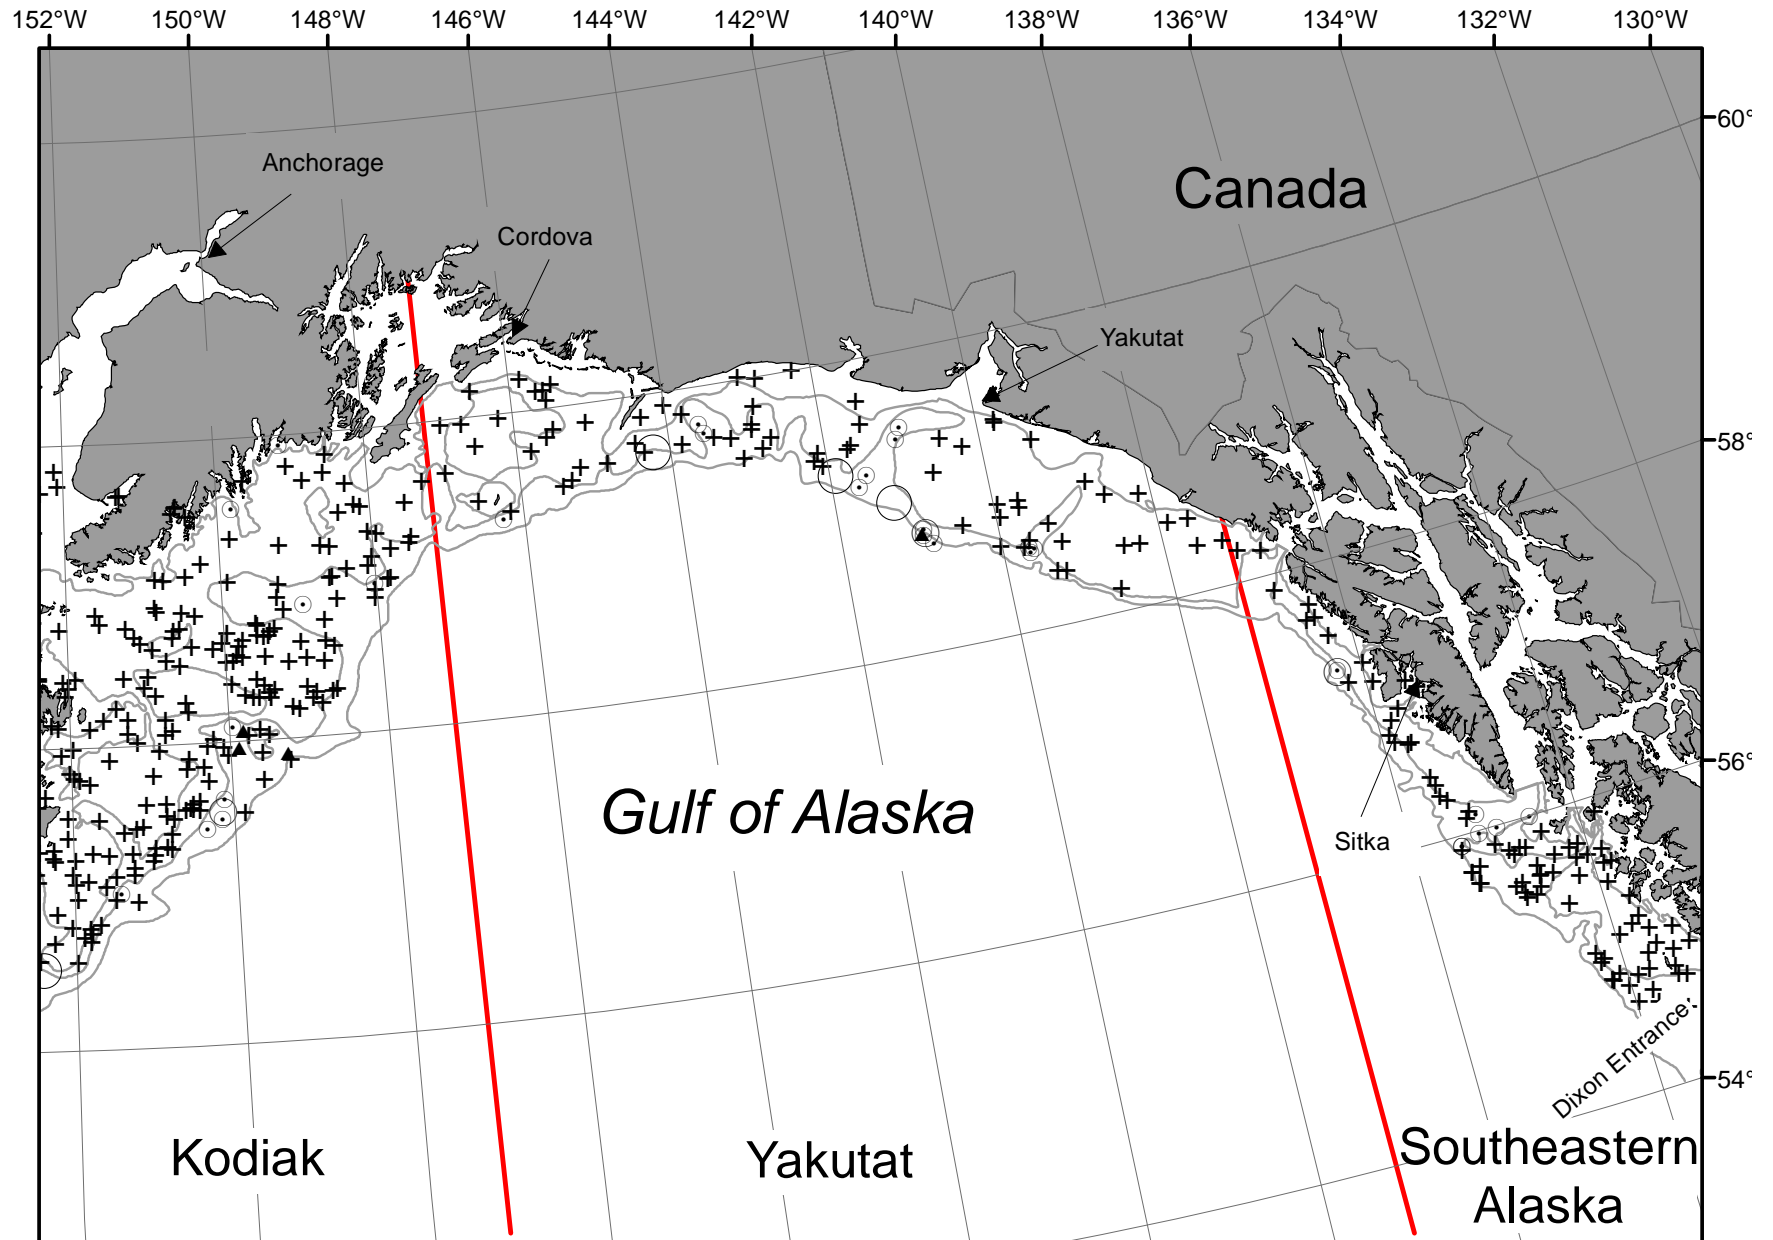 152°W 150°W 148°W 146°W 144°W 142°W 140°W 138°W 136°W 134°W 132°W 130°W
60°
Anchorage
Canada
Cordova
Yakutat
58°
56°
Gulf of Alaska
Sitka
Dixon Entrance
54°
Kodiak
Yakutat
Southeastern
Alaska